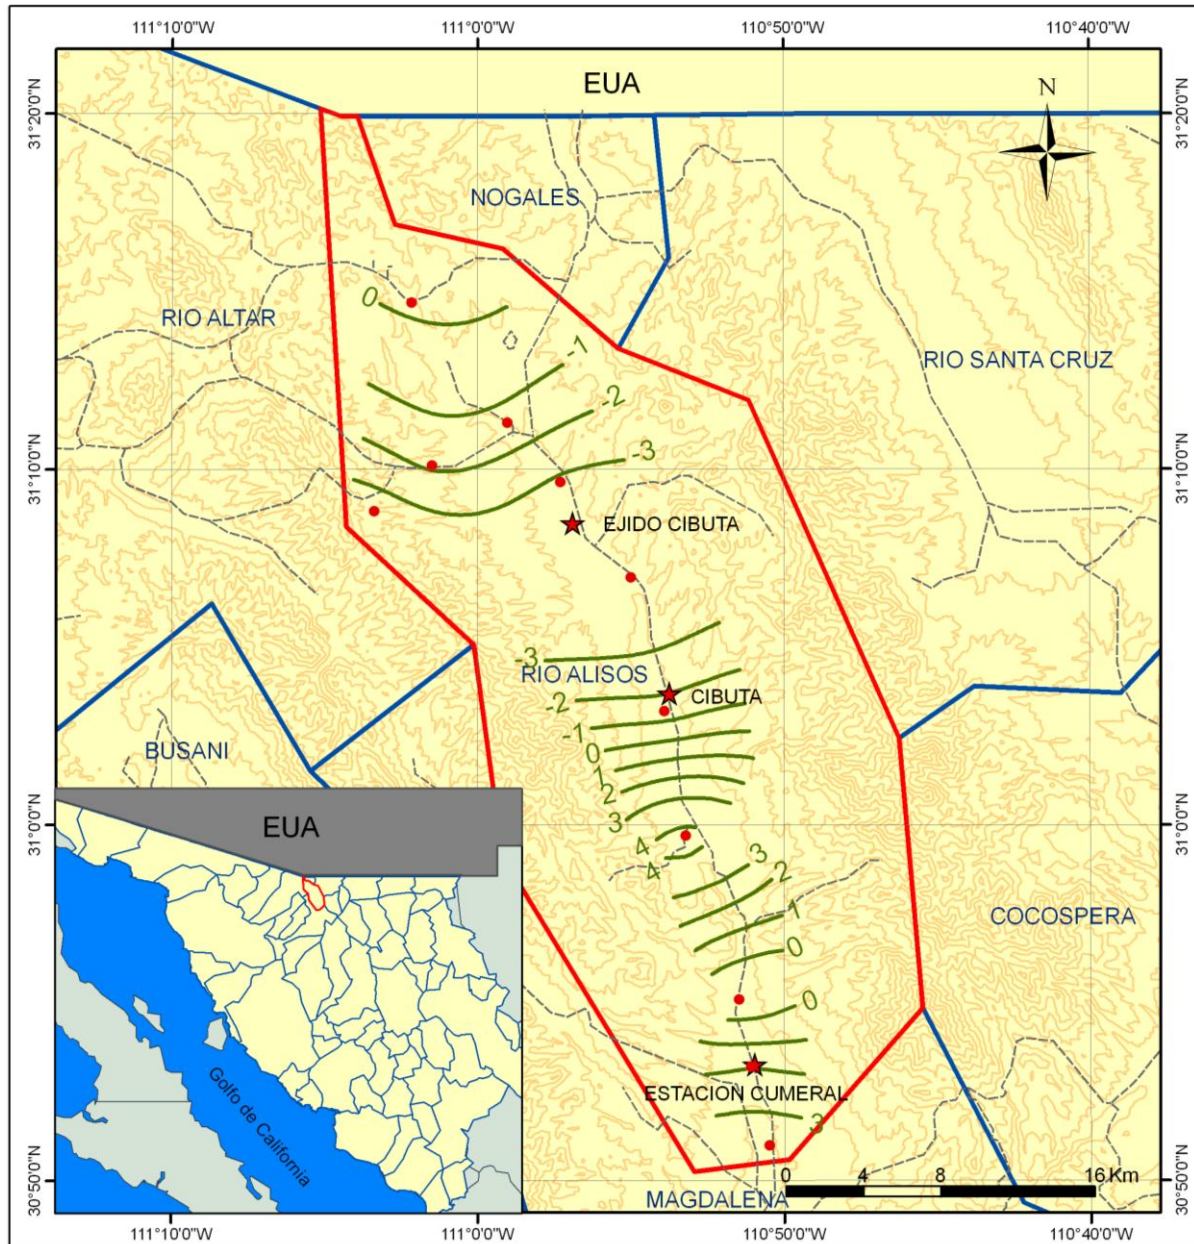 111°10'0"W 111°0'0"W 110°50'0"W 110°40'0"W
EUA
N
31°20'0"N 31°20'0"N
NOGALES
0
RIO ALTAR
-1
RIO SANTA CRUZ
-2
-3
31°10'0"N 31°10'0"N
EJIDO CIBUTA
-3
RIO ALISOS
-2
CIBUTA
-1
BUSANI
0
1
2
3
EUA
31°0'0"N 31°0'0"N
4
4
3
2
1
COCOSPERA
0
0
Golfo de California
ESTACION CUMERAL
3
30°50'0"N 30°50'0"N
0 4 8 16 Km
MAGDALENA
111°10'0"W 111°0'0"W 110°50'0"W 110°40'0"W